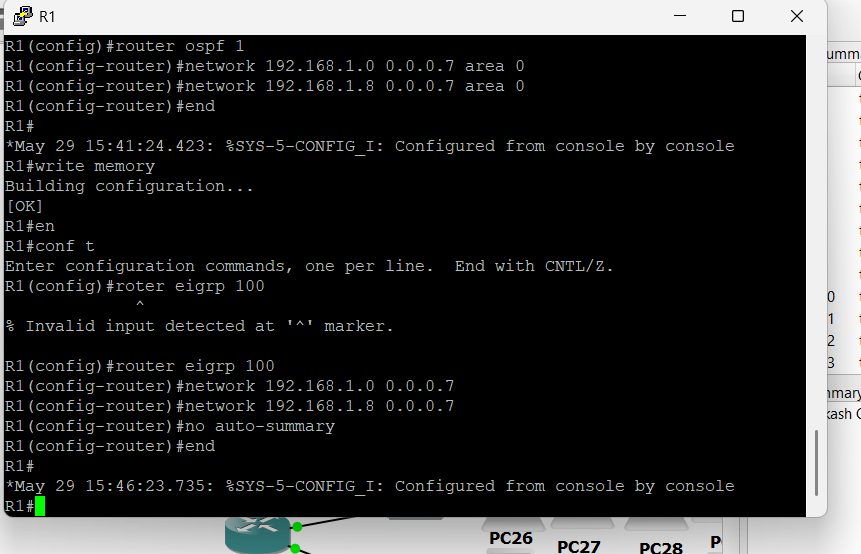 R1
R1(config)#router ospf 1
R1(config-router)#network 192.168.1.0 0.0.0.7 area 0
R1(config-router)#network 192.168.1.8 0.0.0.7 area 0
R1(config-router)#end
R1#
*May 29 15:41:24.423: %SYS-5-CONFIG_I: Configured from console by console
R1#write memory
Building configuration...
[OK]
R1#en
R1#conf t
Enter configuration commands, one per line.  End with CNTL/Z.
R1(config)#roter eigrp 100
             ^
% Invalid input detected at '^' marker.
R1(config)#router eigrp 100
R1(config-router)#network 192.168.1.0 0.0.0.7
R1(config-router)#network 192.168.1.8 0.0.0.7
R1(config-router)#no auto-summary
R1(config-router)#end
R1#
*May 29 15:46:23.735: %SYS-5-CONFIG_I: Configured from console by console
R1#
PC26
PC27
PC28